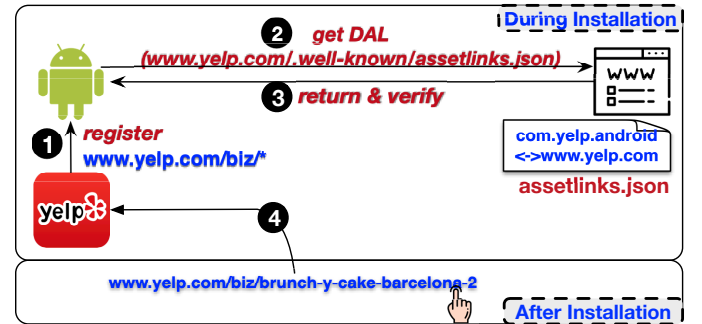 During Installation
2
get DAL
(www.yelp.com/.well-known/assetlinks.json)
WWW
3
return & verify
1
register
www.yelp.com/biz/*
com.yelp.android
<->www.yelp.com
assetlinks.json
yelp
4
www.yelp.com/biz/brunch-y-cake-barcelona-2
After Installation